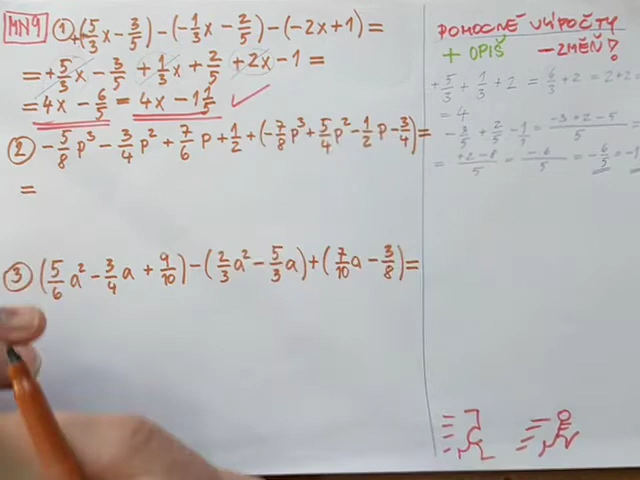 MN9 ① +(5/3x - 3/5) - (-1/3x - 2/5) - (-2x + 1) =
= +5/3x - 3/5 + 1/3x + 2/5 + 2x - 1 =
= 4x - 6/5 = 4x - 1 1/5 ✓
② -5/8p³ - 3/4p² + 7/6p + 1/2 + (-7/8p³ + 5/4p² - 1/2p - 3/4) =
=
③ (5/6a² - 3/4a + 9/10) - (2/3a² - 5/3a) + (7/10a - 3/8) =
POMOCNÉ VÝPOČTY
+ OPIŠ - ZMĚŇ!
+5/3 + 1/3 + 2 = 6/3 + 2 = 2 + 2
= 4
-3/5 + 2/5 - 1/1 = -3+2-5/5 =
= +2-8/5 = -6/5 = -6/5 = -1